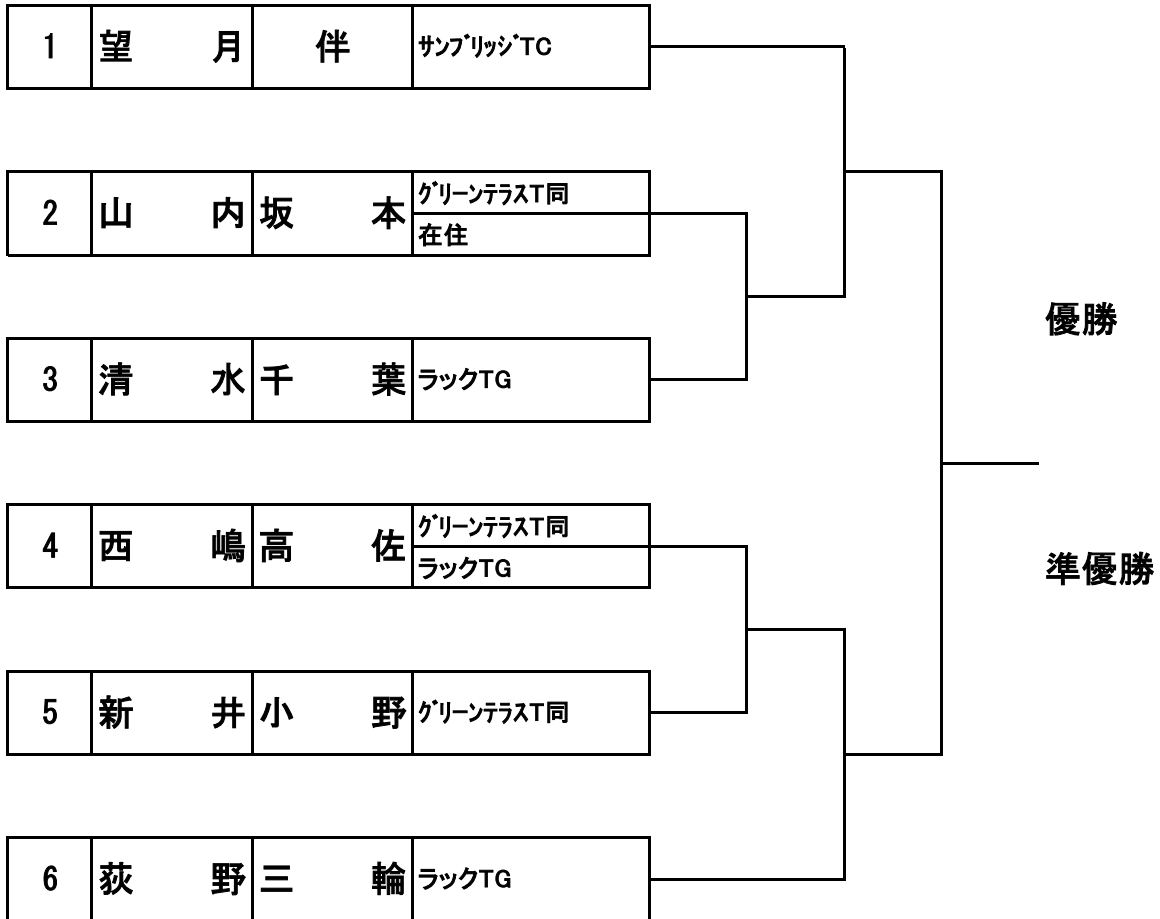 1 望月 伴 ｻﾝﾌﾞﾘｯｼﾞTC
2 山内 坂本 ｸﾞﾘｰﾝﾃﾗｽT同
在住
優勝
3 清水 千葉 ラックTG
4 西嶋 高佐 ｸﾞﾘｰﾝﾃﾗｽT同
ラックTG
準優勝
5 新井 小野 ｸﾞﾘｰﾝﾃﾗｽT同
6 荻野 三輪 ラックTG